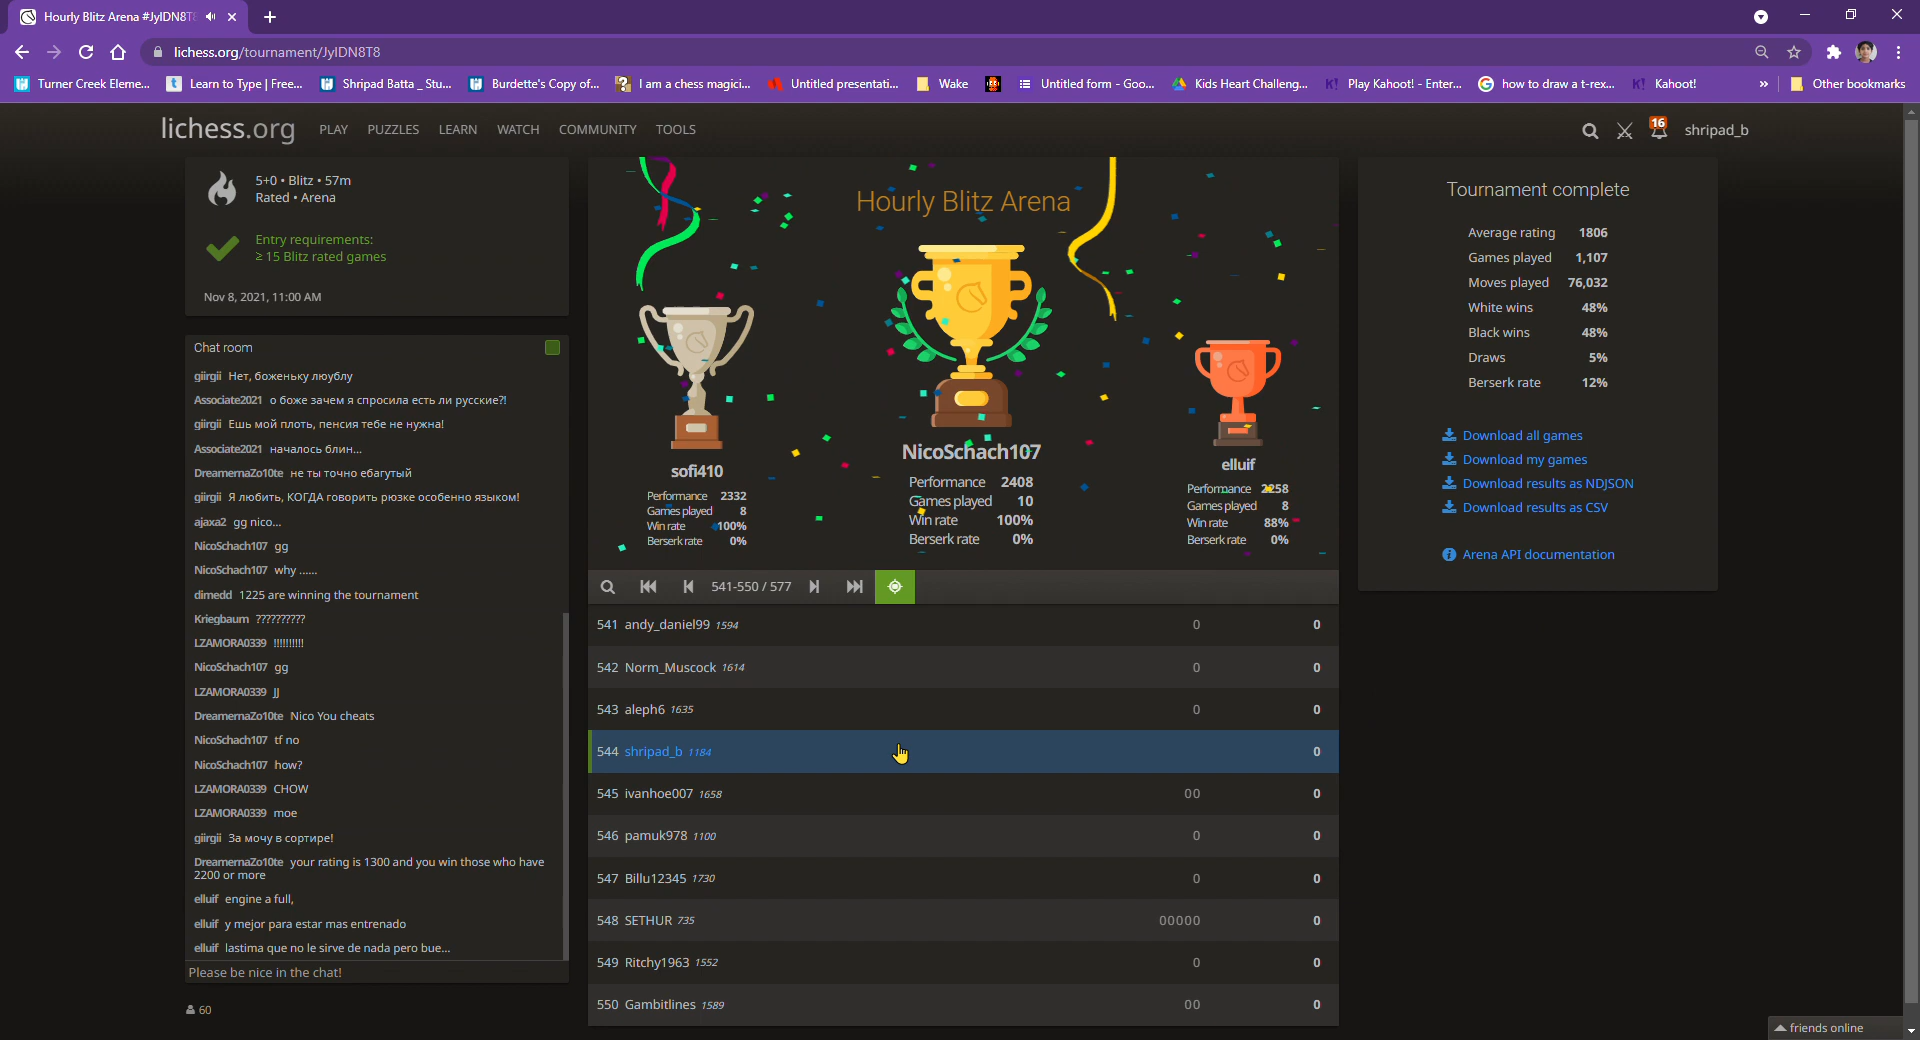 Hourly Blitz Arena #JyIDN8T8
lichess.org/tournament/JyIDN8T8
Turner Creek Eleme... Learn to Type | Free... Shripad Batta _ Stu... Burdette's Copy of... I am a chess magici... Untitled presentati... Wake Untitled form - Goo... Kids Heart Challeng... Play Kahoot! - Enter... how to draw a t-rex... Kahoot! » Other bookmarks
lichess.org PLAY PUZZLES LEARN WATCH COMMUNITY TOOLS 16 shripad_b
5+0 • Blitz • 57m
Rated • Arena
Entry requirements:
≥ 15 Blitz rated games
Nov 8, 2021, 11:00 AM
Chat room
giirgii Нет, боженьку люублу
Associate2021 о боже зачем я спросила есть ли русские?!
giirgii Ешь мой плоть, пенсия тебе не нужна!
Associate2021 началось блин...
DreamernaZo10te не ты точно ебагутый
giirgii Я любить, КОГДА говорить рюзке особенно языком!
ajaxa2 gg nico...
NicoSchach107 gg
NicoSchach107 why ......
dimedd 1225 are winning the tournament
Kriegbaum ??????????
LZAMORA0339 !!!!!!!!!!
NicoSchach107 gg
LZAMORA0339 JJ
DreamernaZo10te Nico You cheats
NicoSchach107 tf no
NicoSchach107 how?
LZAMORA0339 CHOW
LZAMORA0339 moe
giirgii За мочу в сортире!
DreamernaZo10te your rating is 1300 and you win those who have
2200 or more
elluif engine a full,
elluif y mejor para estar mas entrenado
elluif lastima que no le sirve de nada pero bue...
Please be nice in the chat!
60
Hourly Blitz Arena
sofi410
Performance 2332
Games played 8
Win rate 100%
Berserk rate 0%
NicoSchach107
Performance 2408
Games played 10
Win rate 100%
Berserk rate 0%
elluif
Performance 2258
Games played 8
Win rate 88%
Berserk rate 0%
541-550 / 577
541 andy_daniel99 1594 0 0
542 Norm_Muscock 1614 0 0
543 aleph6 1635 0 0
544 shripad_b 1184 0
545 ivanhoe007 1658 00 0
546 pamuk978 1100 0 0
547 Billu12345 1730 0 0
548 SETHUR 735 00000 0
549 Ritchy1963 1552 0 0
550 Gambitlines 1589 00 0
Tournament complete
Average rating 1806
Games played 1,107
Moves played 76,032
White wins 48%
Black wins 48%
Draws 5%
Berserk rate 12%
Download all games
Download my games
Download results as NDJSON
Download results as CSV
Arena API documentation
friends online